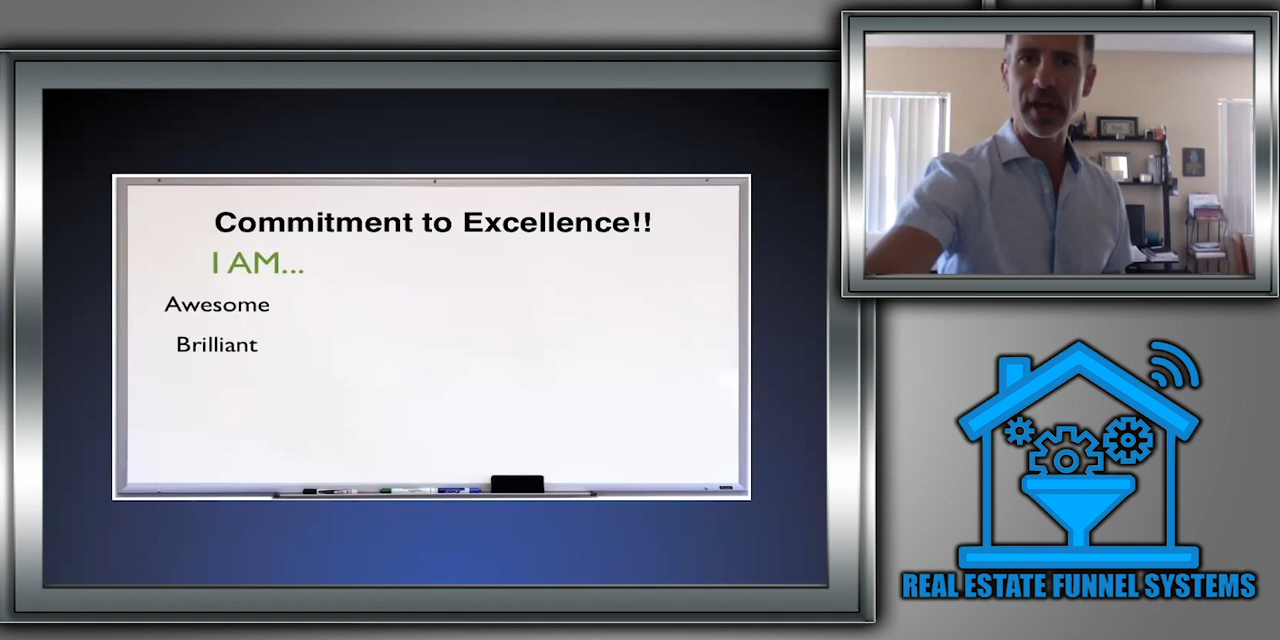 Commitment to Excellence!!
I AM...
Awesome
Brilliant
REAL ESTATE FUNNEL SYSTEMS